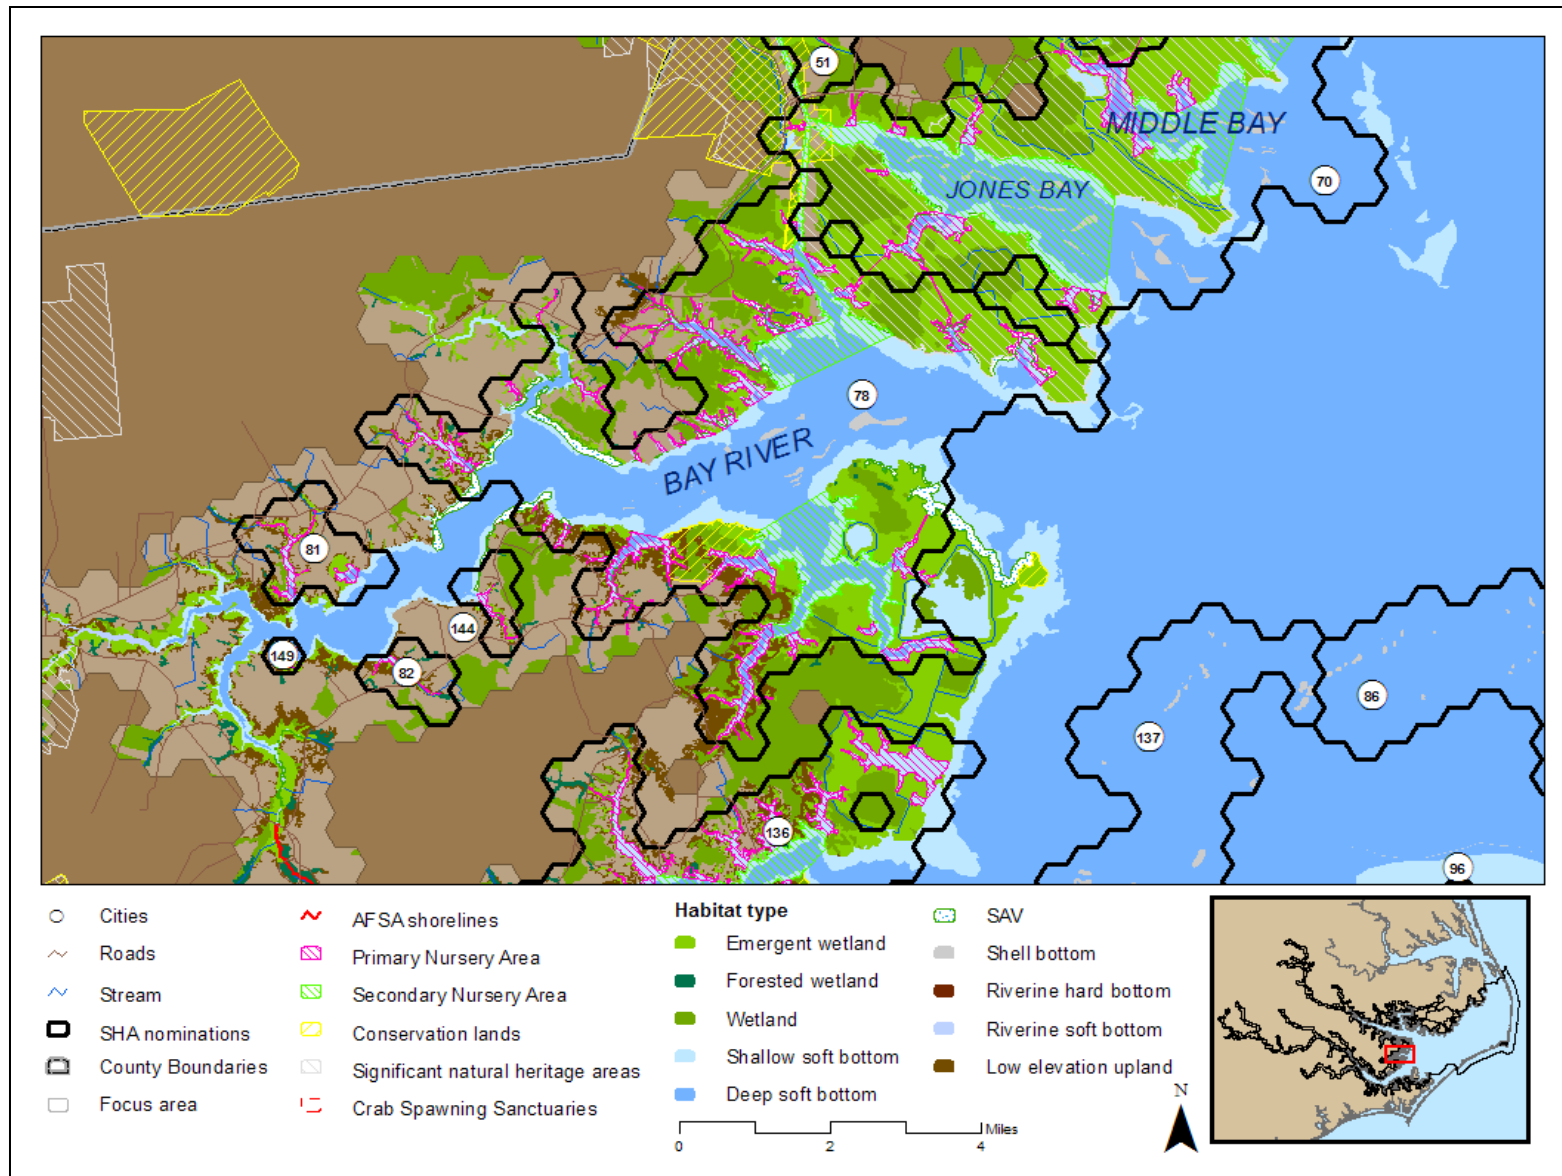 51
MIDDLE BAY
70
JONES BAY
78
BAY RIVER
81
144
149
82
86
137
136
96
Cities
Roads
Stream
SHA nominations
County Boundaries
Focus area
AFSA shorelines
Primary Nursery Area
Secondary Nursery Area
Conservation lands
Significant natural heritage areas
Crab Spawning Sanctuaries
Habitat type
Emergent wetland
Forested wetland
Wetland
Shallow soft bottom
Deep soft bottom
SAV
Shell bottom
Riverine hard bottom
Riverine soft bottom
Low elevation upland
Miles
0 2 4
N